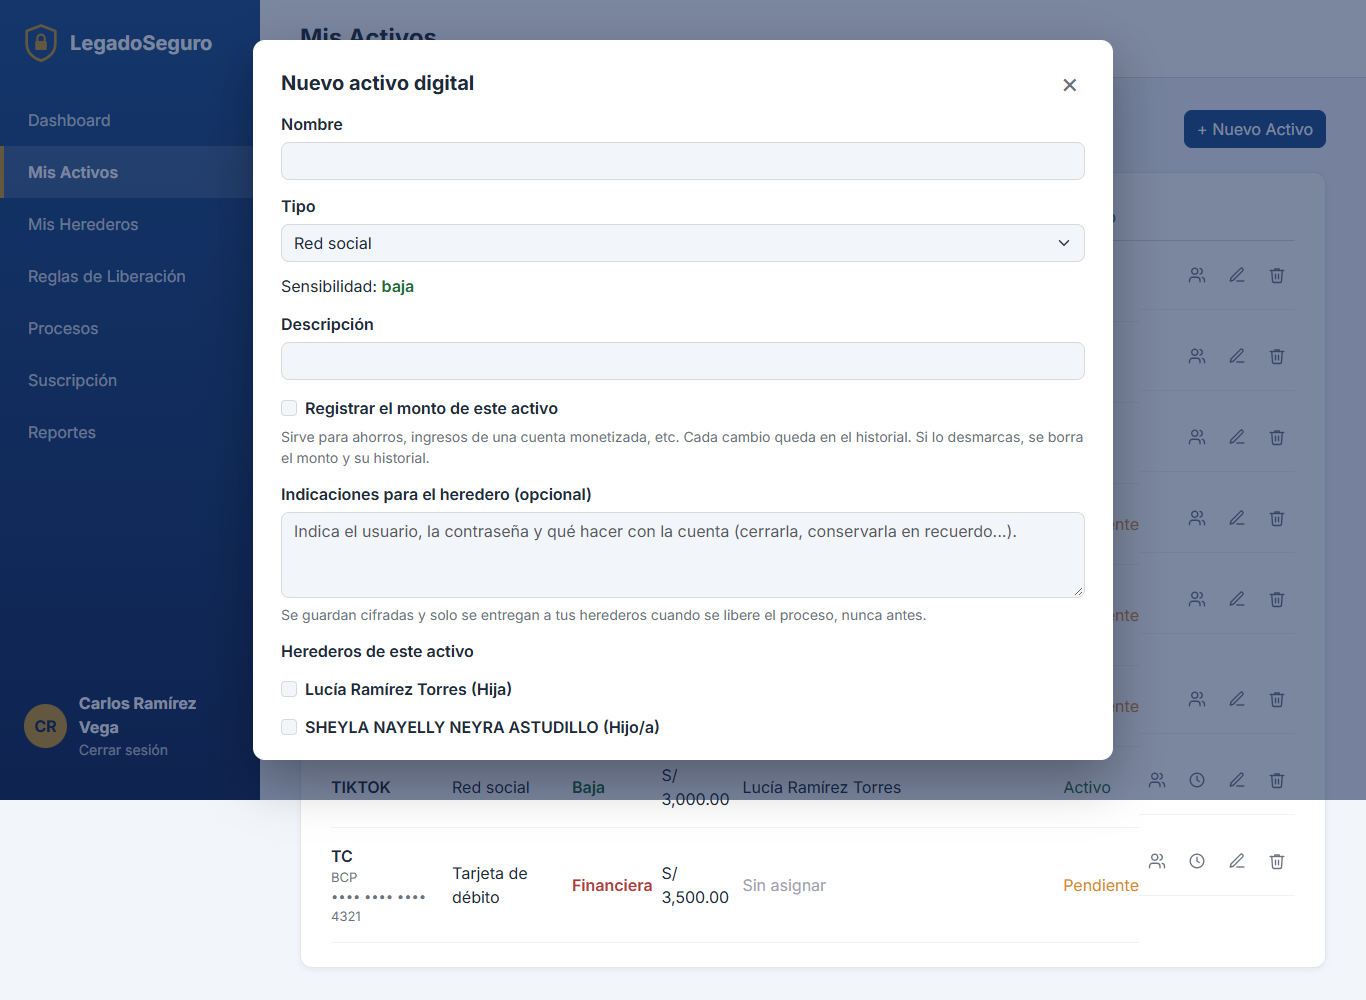 LegadoSeguro
Dashboard
Mis Activos
Mis Herederos
Reglas de Liberación
Procesos
Suscripción
Reportes
CR
Carlos Ramírez
Vega
Cerrar sesión
Mis Activos
+ Nuevo Activo
Nuevo activo digital
Nombre
Tipo
Red social
Sensibilidad: baja
Descripción
Registrar el monto de este activo
Sirve para ahorros, ingresos de una cuenta monetizada, etc. Cada cambio queda en el historial. Si lo desmarcas, se borra
el monto y su historial.
Indicaciones para el heredero (opcional)
Indica el usuario, la contraseña y qué hacer con la cuenta (cerrarla, conservarla en recuerdo...).
Se guardan cifradas y solo se entregan a tus herederos cuando se libere el proceso, nunca antes.
Herederos de este activo
Lucía Ramírez Torres (Hija)
SHEYLA NAYELLY NEYRA ASTUDILLO (Hijo/a)
TIKTOK Red social Baja S/ 3,000.00 Lucía Ramírez Torres Activo
TC
BCP
•••• •••• ••••
4321
Tarjeta de
débito
Financiera
S/
3,500.00
Sin asignar
Pendiente